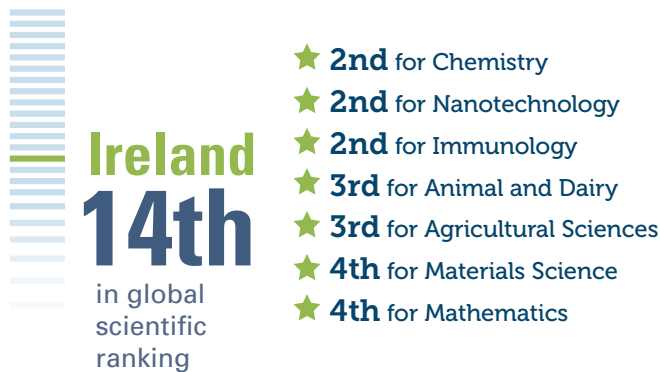 Ireland
14th
in global
scientific
ranking
2nd for Chemistry
2nd for Nanotechnology
2nd for Immunology
3rd for Animal and Dairy
3rd for Agricultural Sciences
4th for Materials Science
4th for Mathematics